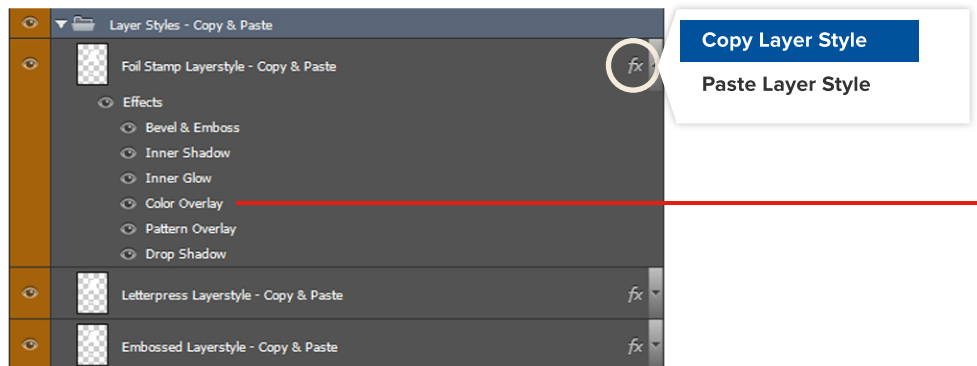 Layer Styles - Copy & Paste
Foil Stamp Layerstyle - Copy & Paste
fx
Copy Layer Style
Paste Layer Style
Effects
Bevel & Emboss
Inner Shadow
Inner Glow
Color Overlay
Pattern Overlay
Drop Shadow
Letterpress Layerstyle - Copy & Paste
fx
Embossed Layerstyle - Copy & Paste
fx